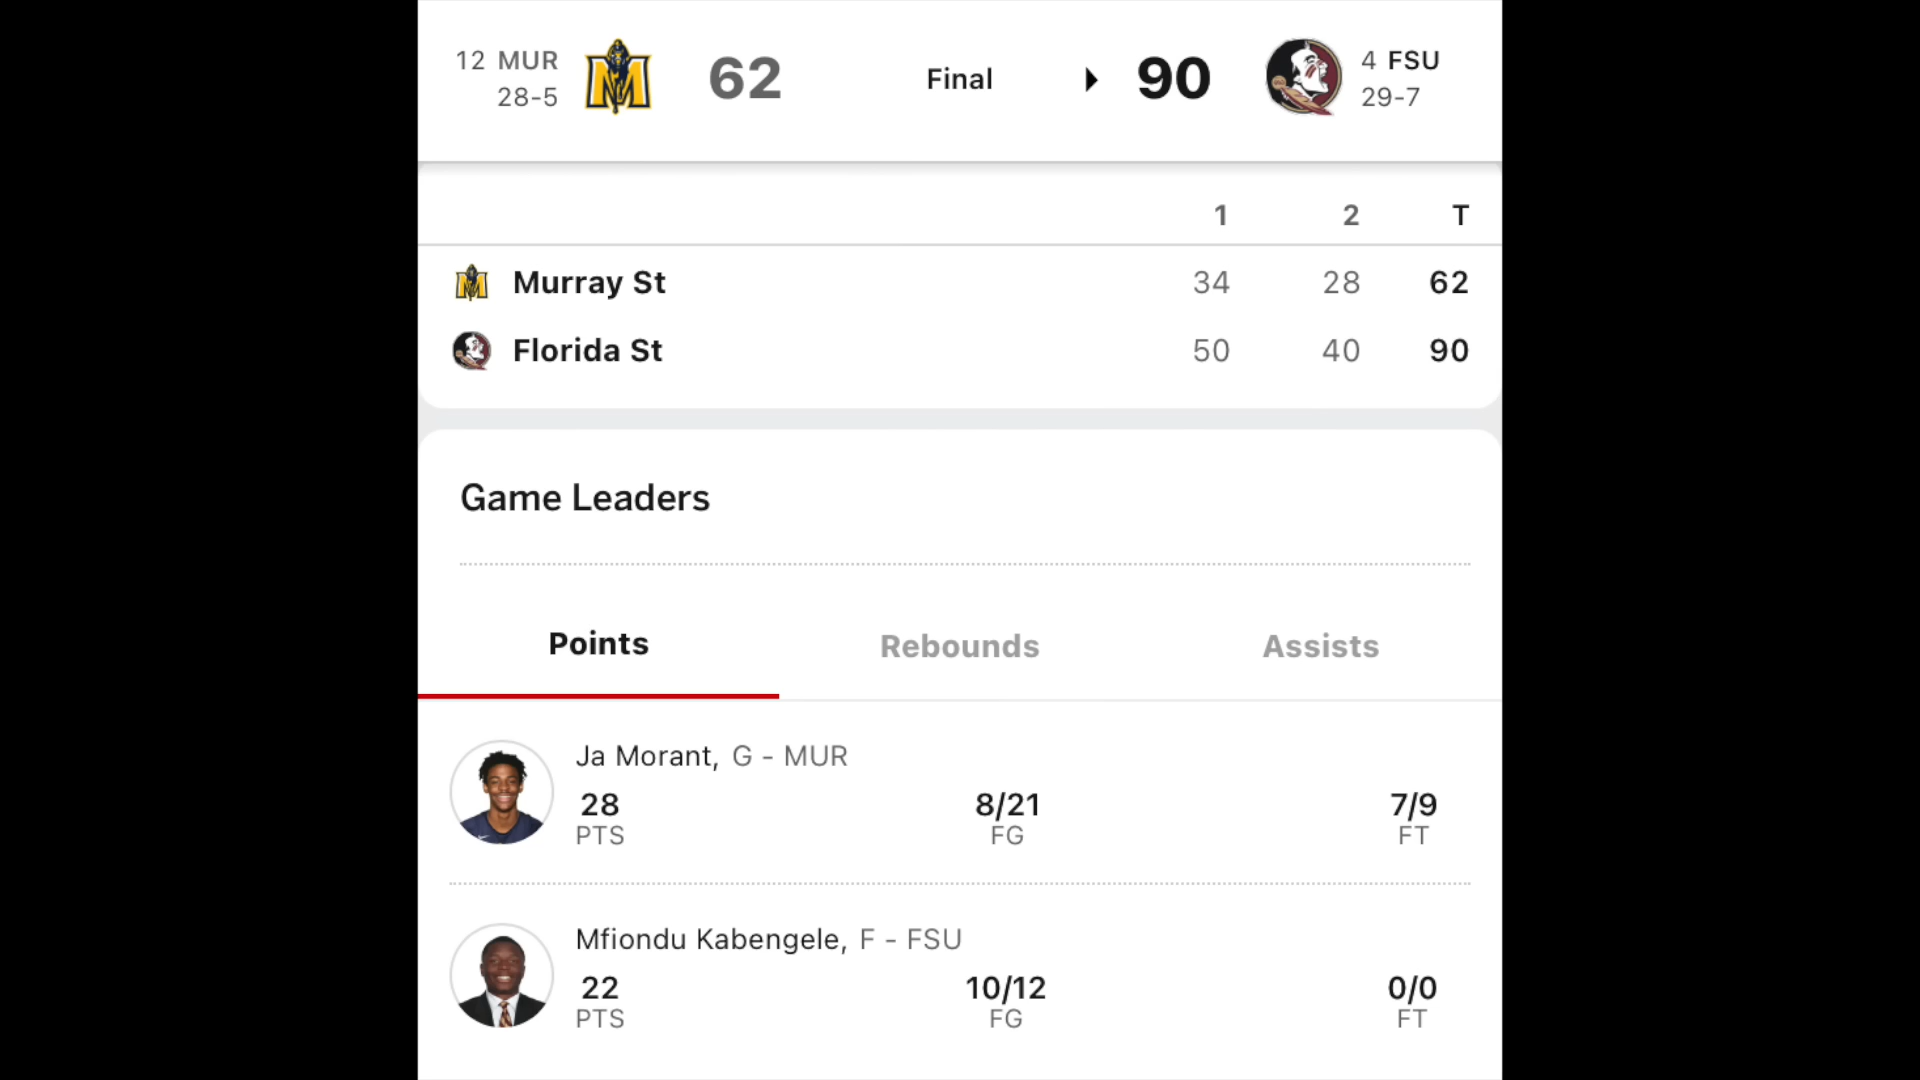 12 MUR 62 Final 90 4 FSU
28-5 29-7
1 2 T
Murray St 34 28 62
Florida St 50 40 90
Game Leaders
Points Rebounds Assists
Ja Morant, G - MUR
28 8/21 7/9
PTS FG FT
Mfiondu Kabengele, F - FSU
22 10/12 0/0
PTS FG FT